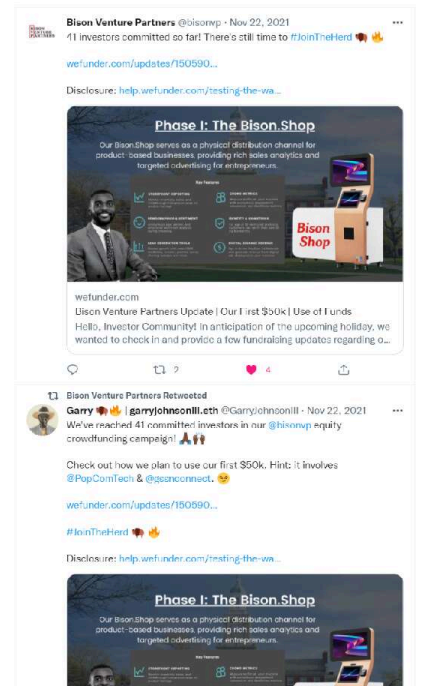 BISON
VENTURE
PARTNERS
Bison Venture Partners @bisonvp · Nov 22, 2021
41 investors committed so far! There's still time to #JoinTheHerd
wefunder.com/updates/150590...
Disclosure: help.wefunder.com/testing-the-wa...
Phase I: The Bison.Shop
Our Bison.Shop serves as a physical distribution channel for
product-based businesses, providing rich sales analytics and
targeted advertising for entrepreneurs.
Key Features
Bison
Shop
wefunder.com
Bison Venture Partners Update | Our First $50k | Use of Funds
Hello, Investor Community! In anticipation of the upcoming holiday, we
wanted to check in and provide a few fundraising updates regarding o...
2
4
Bison Venture Partners Retweeted
Garry | garryjohnsonIII.eth @GarryJohnsonIII · Nov 22, 2021
We've reached 41 committed investors in our @bisonvp equity
crowdfunding campaign!
Check out how we plan to use our first $50k. Hint: it involves
@PopComTech & @gsanconnect.
wefunder.com/updates/150590...
#JoinTheHerd
Disclosure: help.wefunder.com/testing-the-wa...
Phase I: The Bison.Shop
Our Bison.Shop serves as a physical distribution channel for
product-based businesses, providing rich sales analytics and
targeted advertising for entrepreneurs.
Key Features